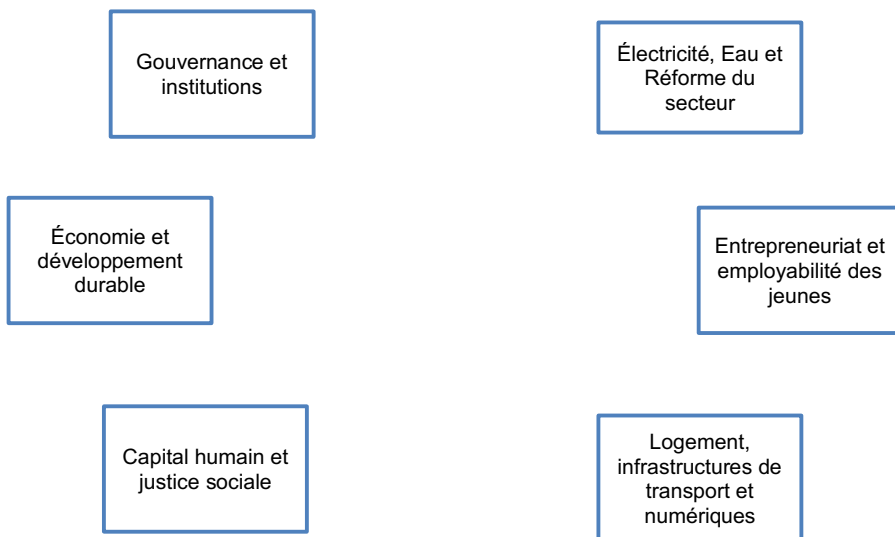 Gouvernance et
institutions
Électricité, Eau et
Réforme du
secteur
Économie et
développement
durable
Entrepreneuriat et
employabilité des
jeunes
Capital humain et
justice sociale
Logement,
infrastructures de
transport et
numériques